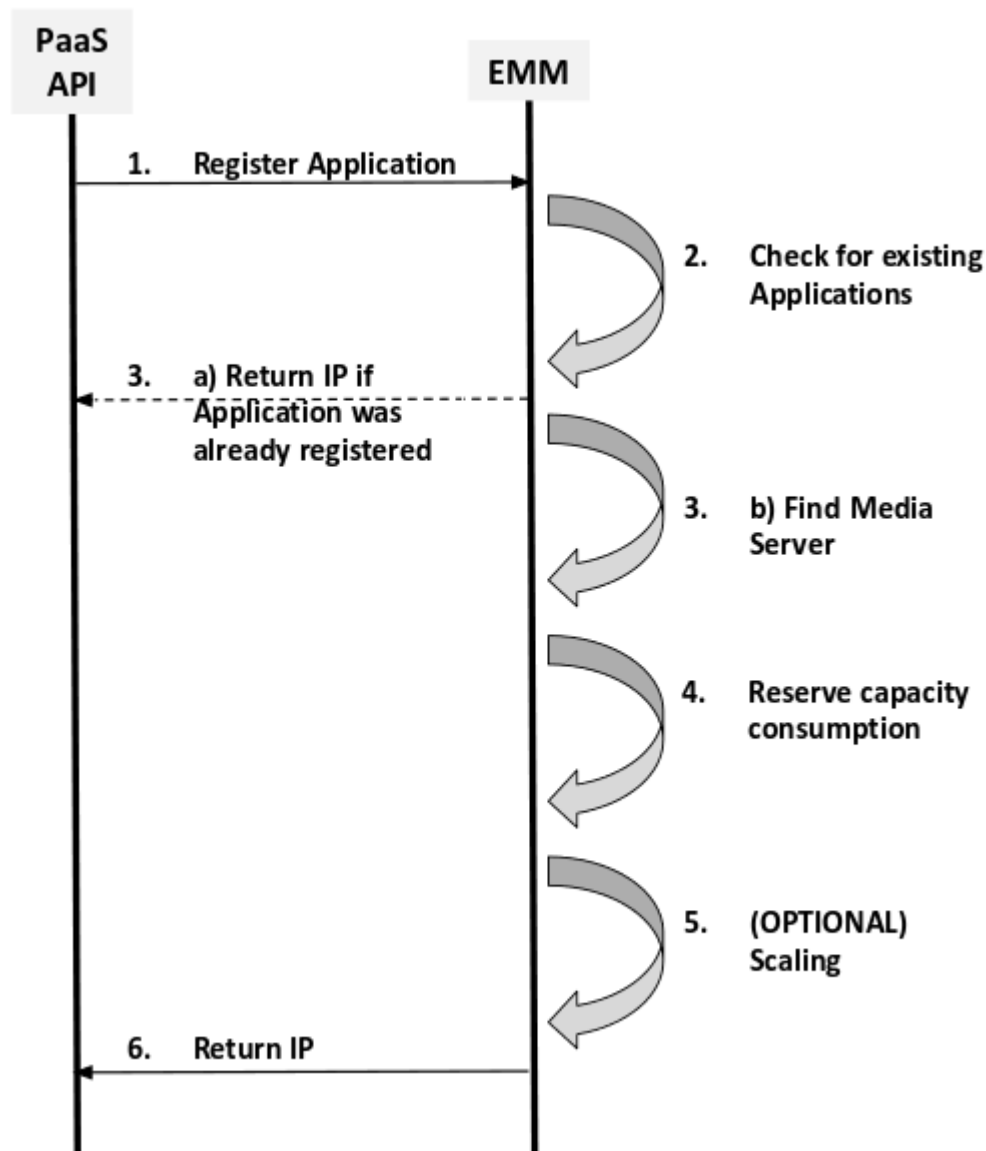 PaaS
API
EMM
1. Register Application
2. Check for existing
Applications
3. a) Return IP if
Application was
already registered
3. b) Find Media
Server
4. Reserve capacity
consumption
5. (OPTIONAL)
Scaling
6. Return IP